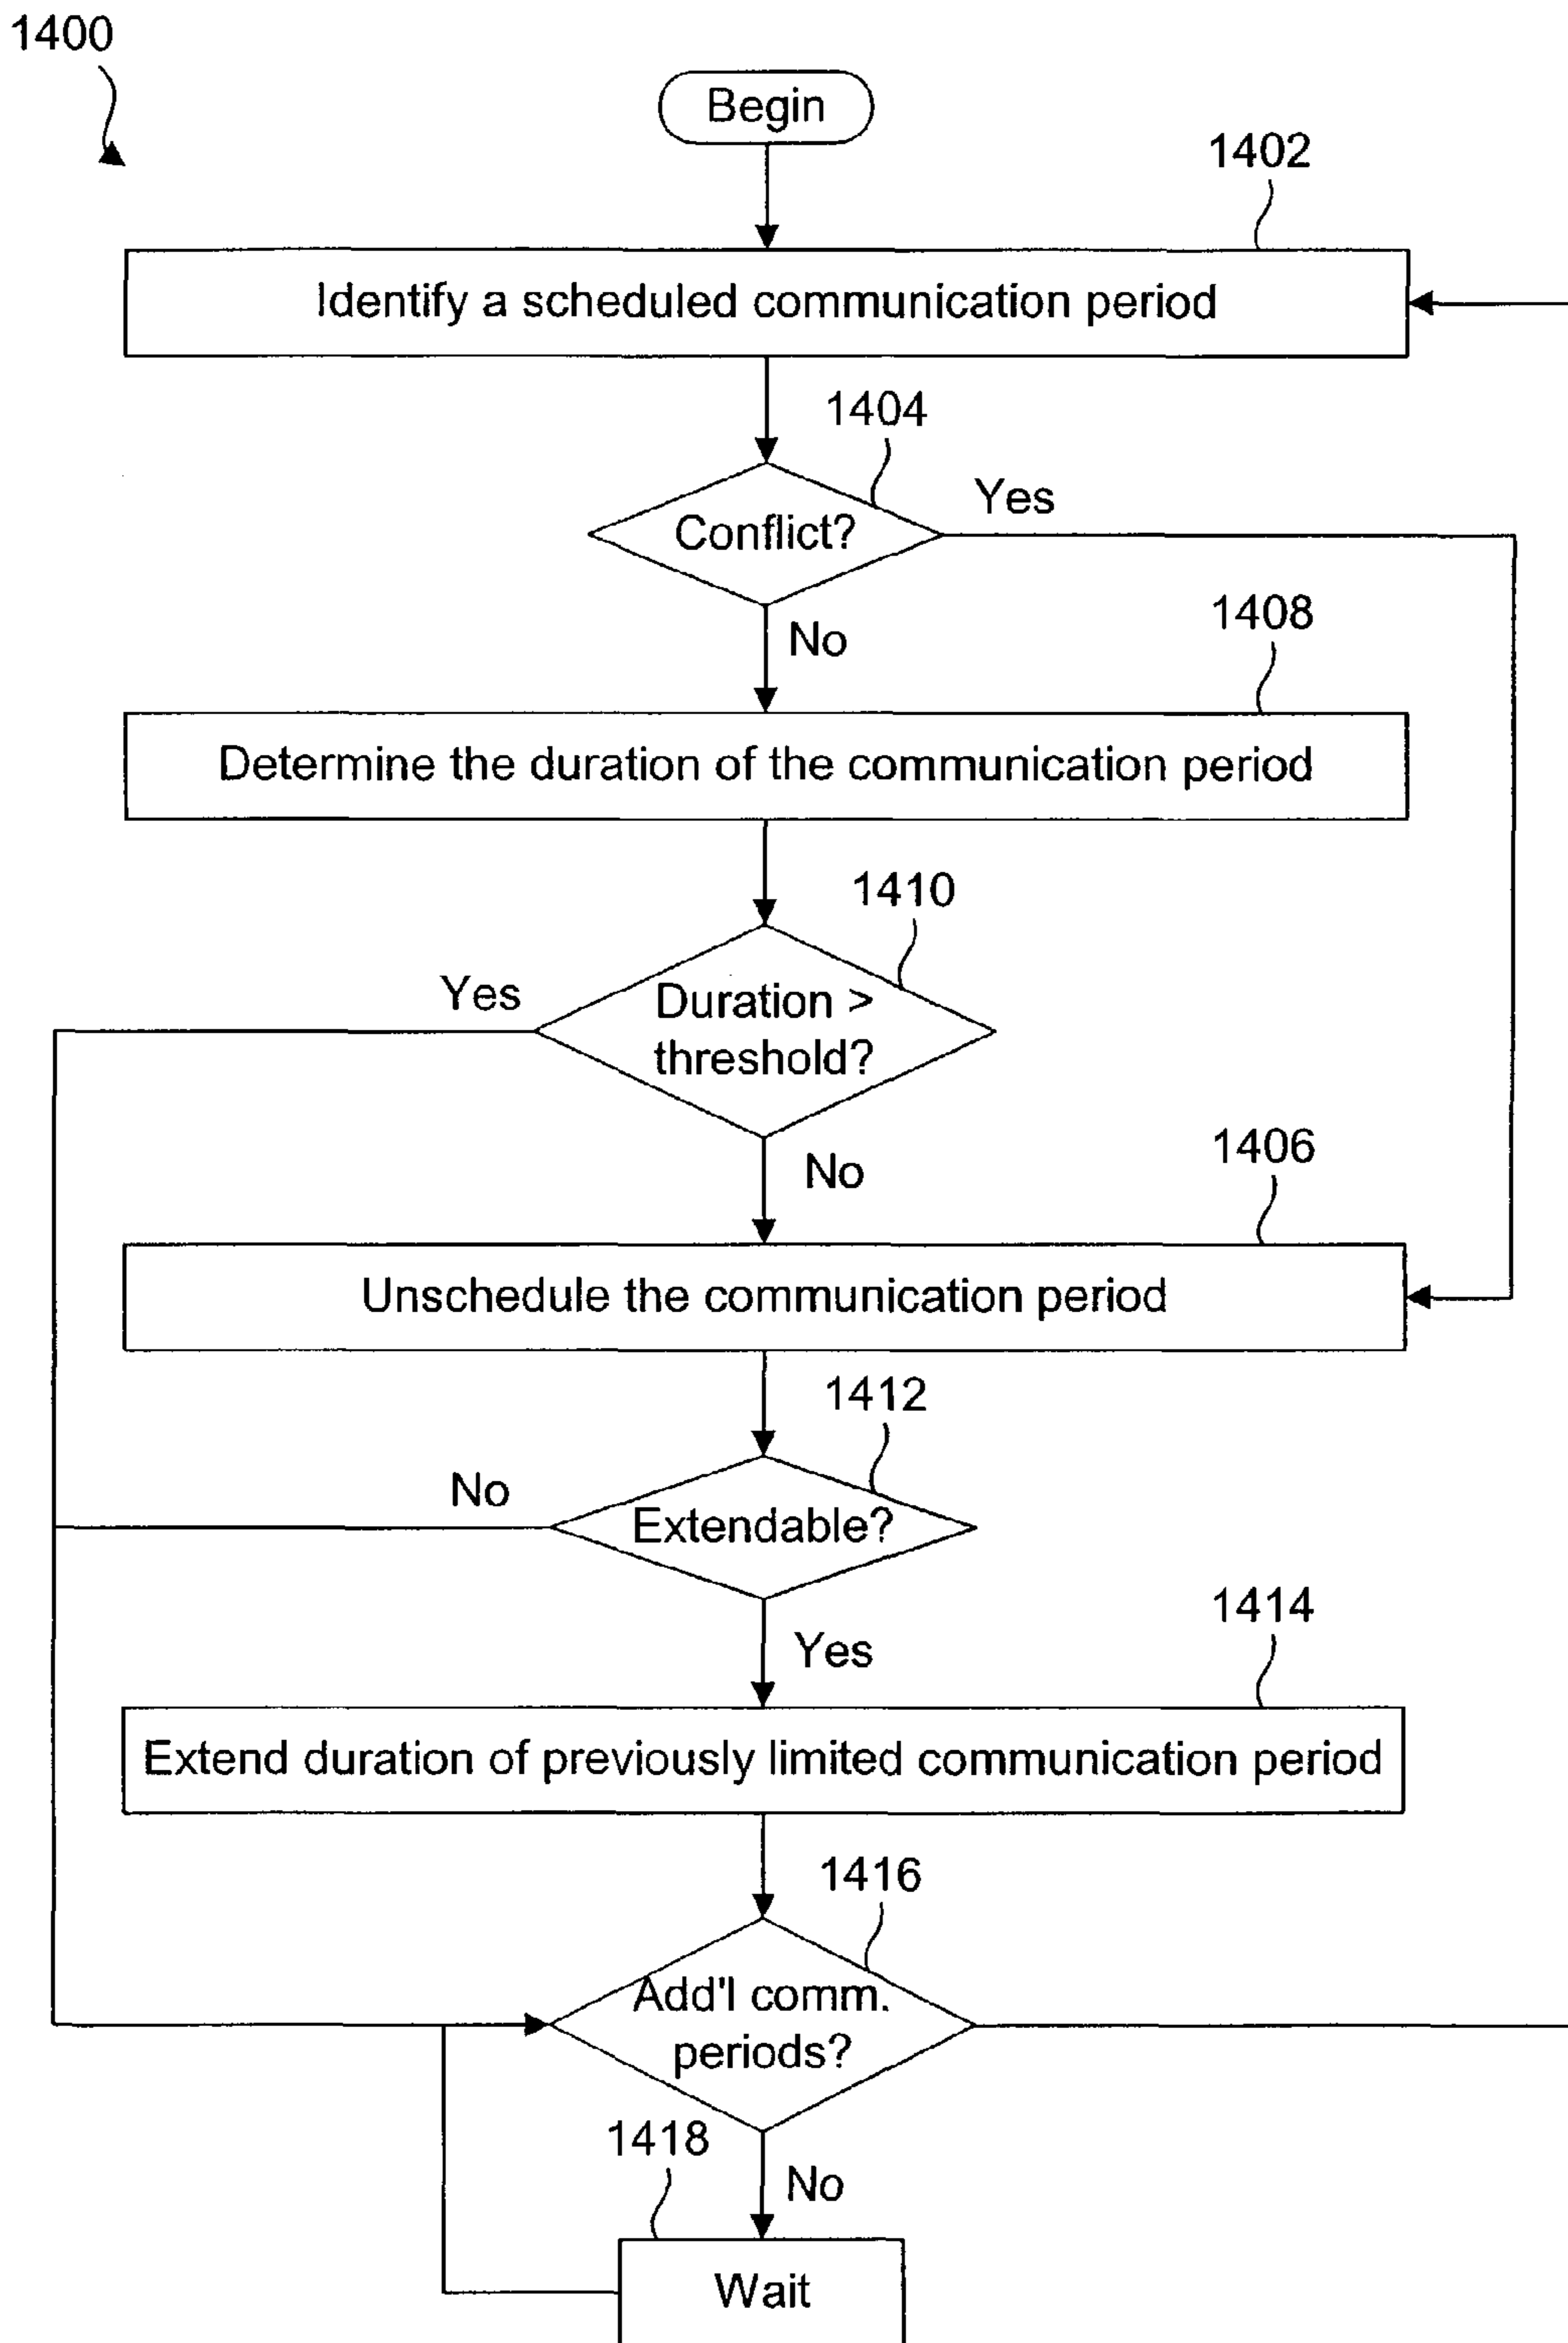 1400
Begin
1402
Identify a scheduled communication period
1404
Yes
Conflict?
No
1408
Determine the duration of the communication period
1410
Yes
Duration >
threshold?
No
1406
Unschedule the communication period
1412
No
Extendable?
Yes
1414
Extend duration of previously limited communication period
1416
Add'l comm.
periods?
1418
No
Wait